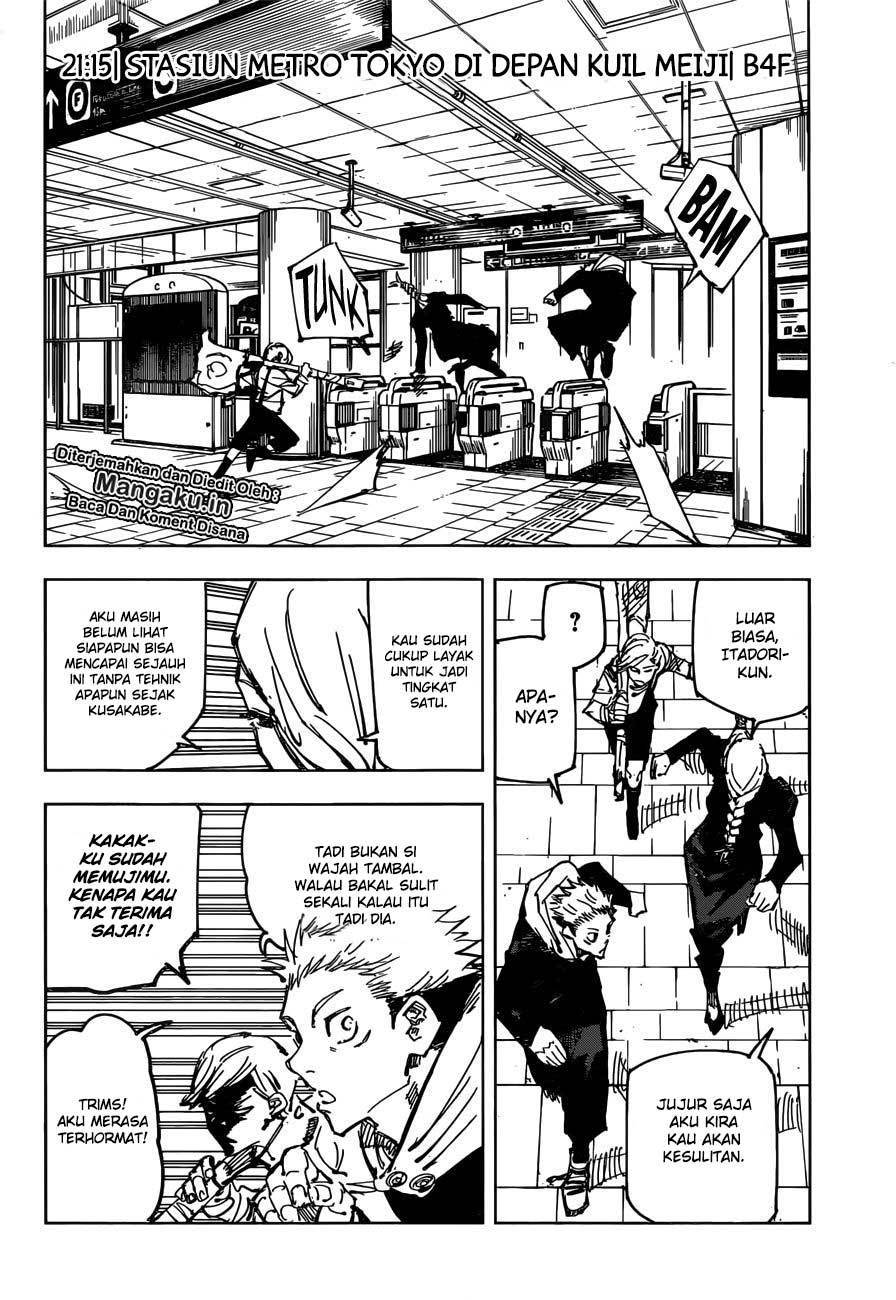 21:15| STASIUN METRO TOKYO DI DEPAN KUIL MEIJI| B4F
F
BAM
TUNK
Diterjemahkan dan Diedit Oleh :
Mangaku.in
Baca Dan Koment Disana
LUAR
BIASA,
ITADORI-
KUN.
?
APA-
NYA?
JUJUR SAJA
AKU KIRA
KAU AKAN
KESULITAN.
KAU SUDAH
CUKUP LAYAK
UNTUK JADI
TINGKAT
SATU.
AKU MASIH
BELUM LIHAT
SIAPAPUN BISA
MENCAPAI SEJAUH
INI TANPA TEHNIK
APAPUN SEJAK
KUSAKABE.
TADI BUKAN SI
WAJAH TAMBAL.
WALAU BAKAL SULIT
SEKALI KALAU ITU
TADI DIA.
KAKAK-
KU SUDAH
MEMUJIMU.
KENAPA KAU
TAK TERIMA
SAJA!!
TRIMS!
AKU MERASA
TERHORMAT!